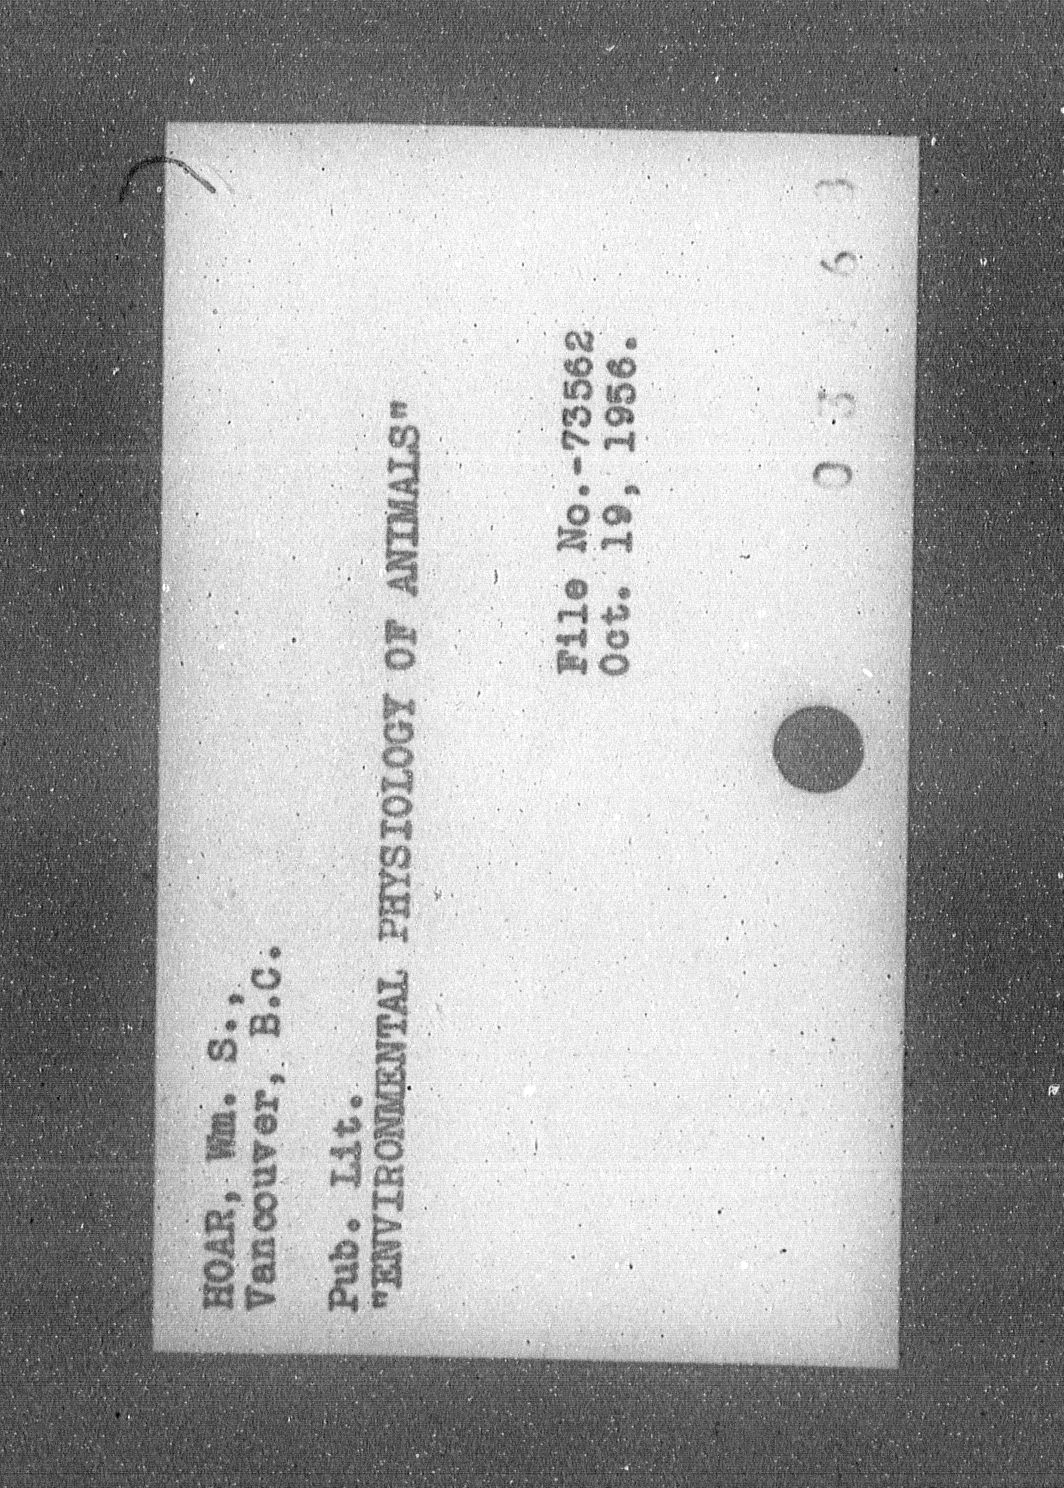 HOAR, Wm. S.,
Vancouver, B.C.
Pub. Lit.
"ENVIRONMENTAL PHYSIOLOGY OF ANIMALS"
File No.-73562
Oct. 19, 1956.